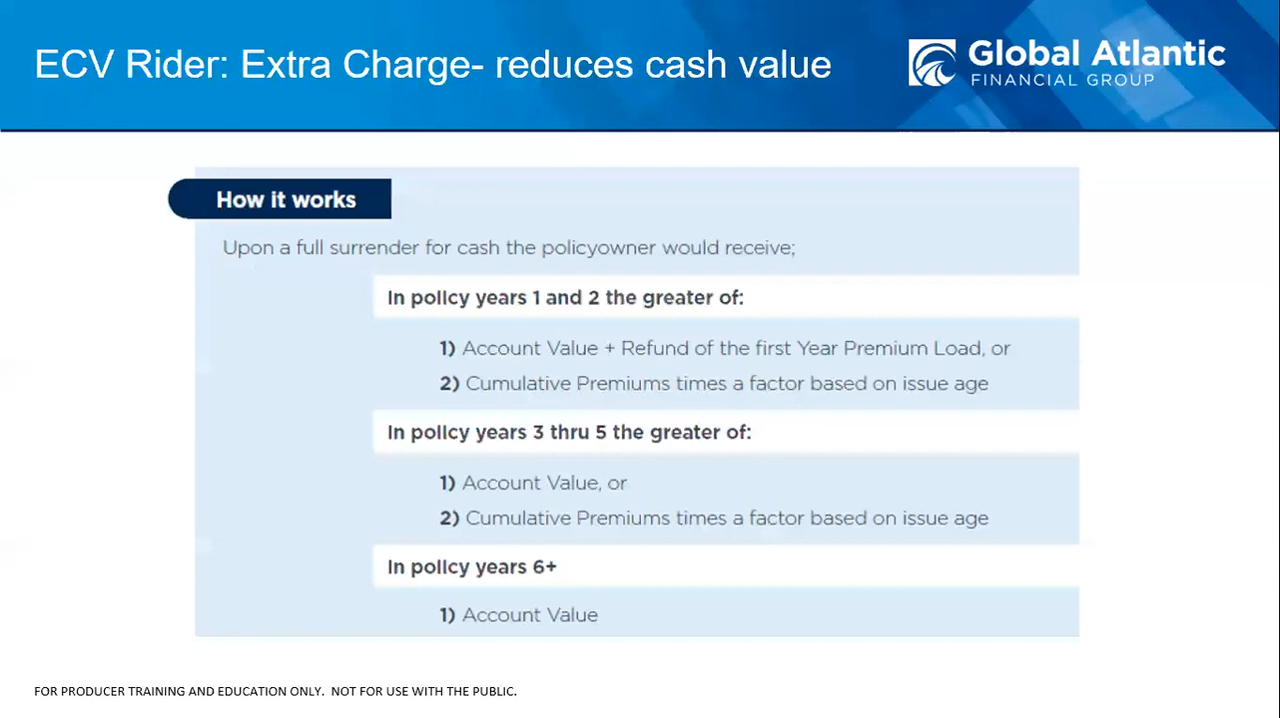 ECV Rider: Extra Charge- reduces cash value
Global Atlantic
FINANCIAL GROUP
How it works
Upon a full surrender for cash the policyowner would receive;
In policy years 1 and 2 the greater of:
1) Account Value + Refund of the first Year Premium Load, or
2) Cumulative Premiums times a factor based on issue age
In policy years 3 thru 5 the greater of:
1) Account Value, or
2) Cumulative Premiums times a factor based on issue age
In policy years 6+
1) Account Value
FOR PRODUCER TRAINING AND EDUCATION ONLY. NOT FOR USE WITH THE PUBLIC.